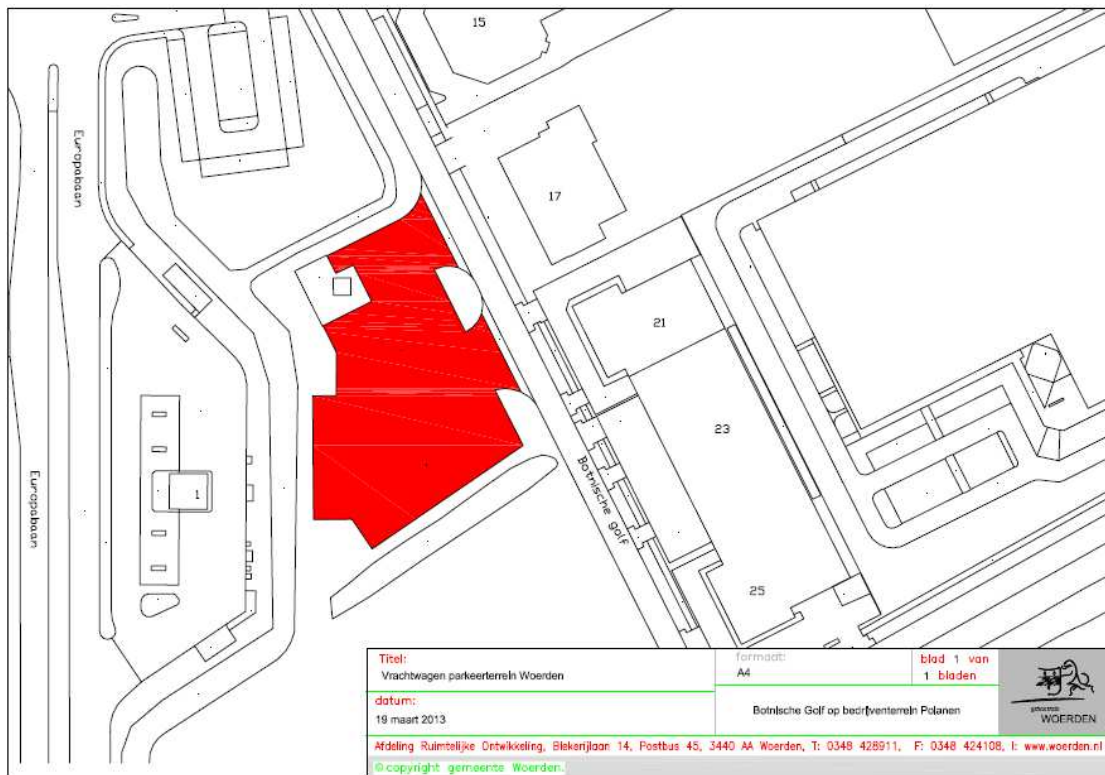 15
Europabaan
17
21
23
1
Europabaan
Botnische golf
25
Titel:
Vrachtwagen parkeerterrein Woerden
formaat:
A4
blad 1 van
1 bladen
datum:
19 maart 2013
Botnische Golf op bedrijventerrein Polanen
gemeente
WOERDEN
Afdeling Ruimtelijke Ontwikkeling, Blekerijlaan 14, Postbus 45, 3440 AA Woerden, T: 0348 428911, F: 0348 424108, I: www.woerden.nl
© copyright gemeente Woerden.